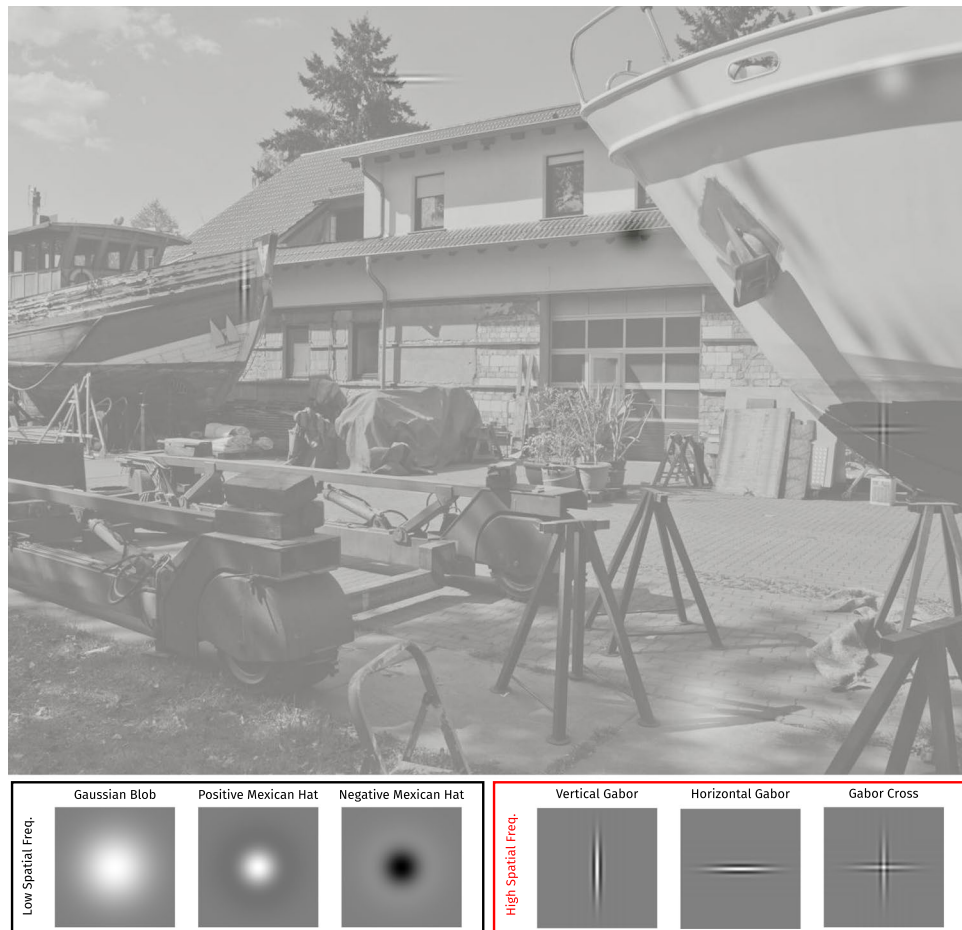 Low Spatial Freq.
Gaussian Blob
Positive Mexican Hat
Negative Mexican Hat
High Spatial Freq.
Vertical Gabor
Horizontal Gabor
Gabor Cross